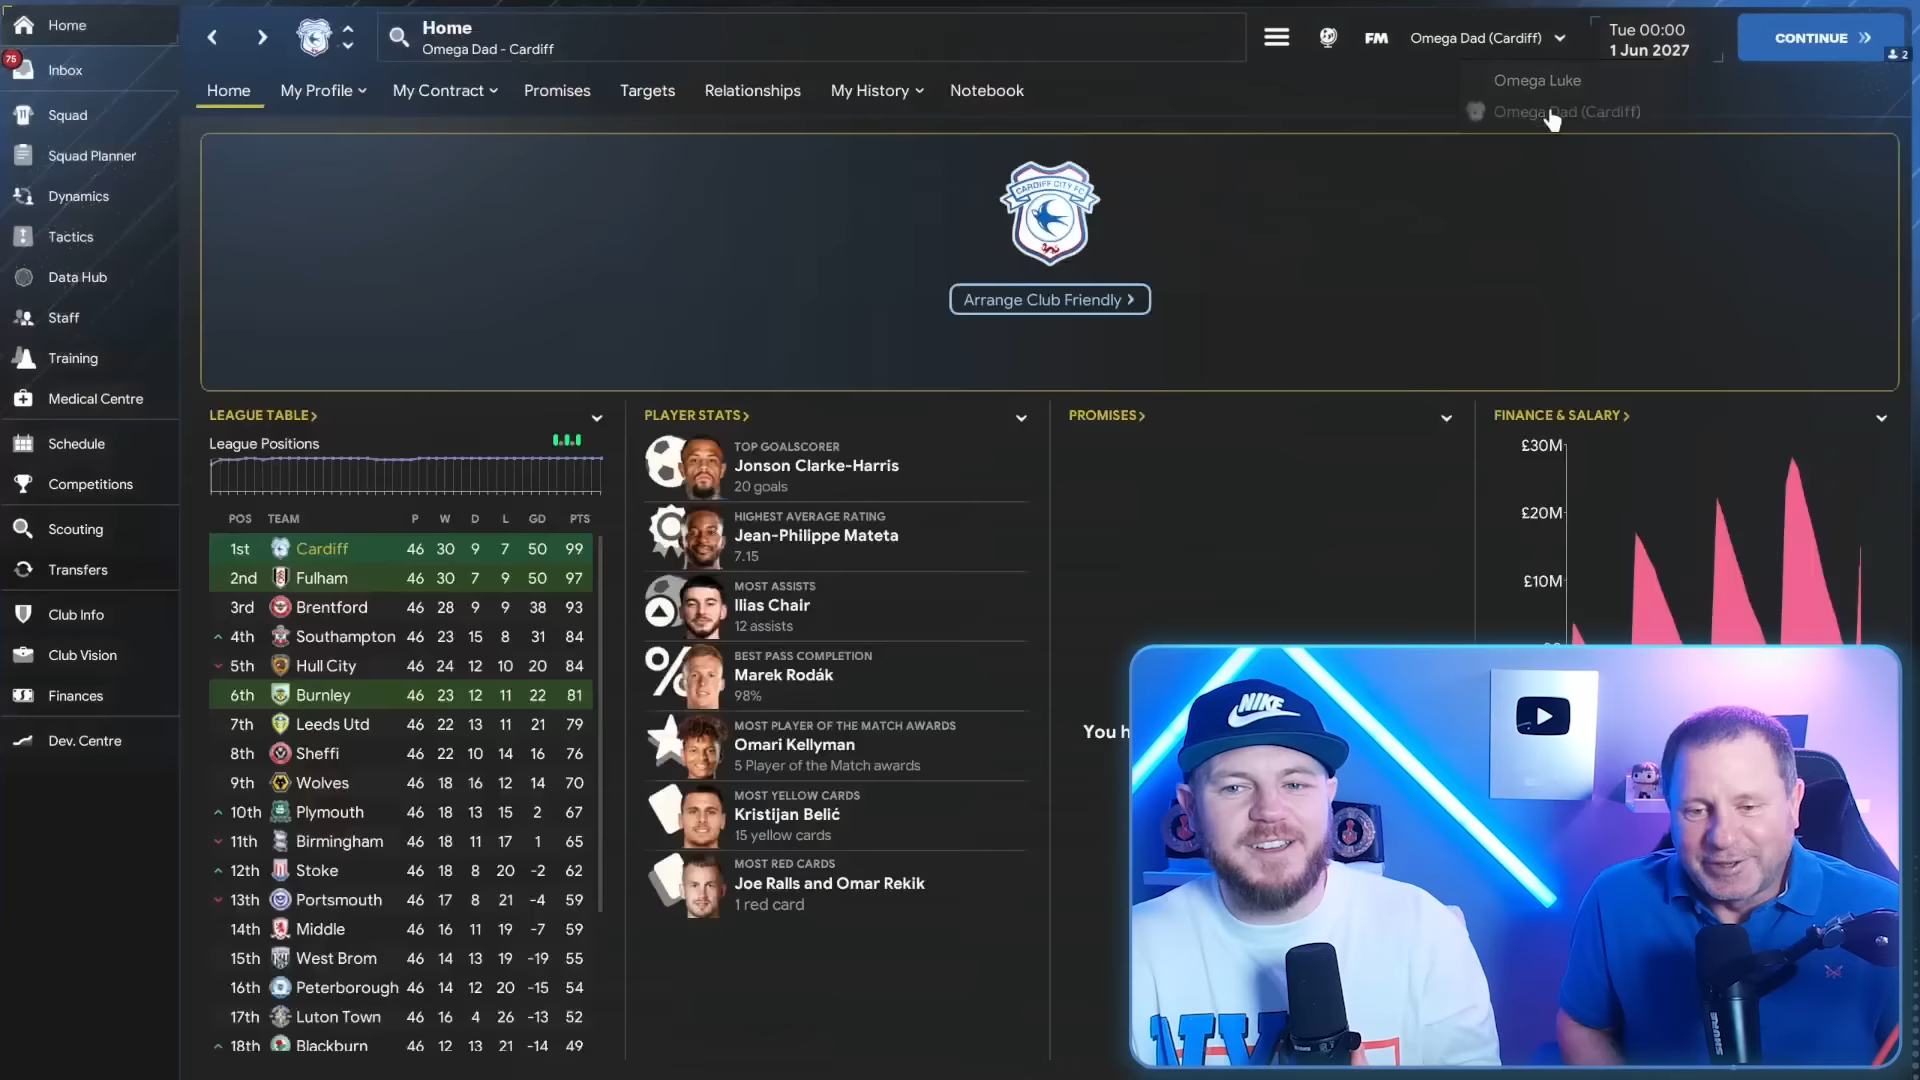 Home
75
Inbox
Squad
Squad Planner
Dynamics
Tactics
Data Hub
Staff
Training
Medical Centre
Schedule
Competitions
Scouting
Transfers
Club Info
Club Vision
Finances
Dev. Centre
Home
Omega Dad - Cardiff
FM
Omega Dad (Cardiff)
Tue 00:00
1 Jun 2027
CONTINUE
2
Omega Luke
Omega Dad (Cardiff)
Home
My Profile
My Contract
Promises
Targets
Relationships
My History
Notebook
CARDIFF CITY FC
Arrange Club Friendly
LEAGUE TABLE
League Positions
POS TEAM P W D L GD PTS
1st Cardiff 46 30 9 7 50 99
2nd Fulham 46 30 7 9 50 97
3rd Brentford 46 28 9 9 38 93
4th Southampton 46 23 15 8 31 84
5th Hull City 46 24 12 10 20 84
6th Burnley 46 23 12 11 22 81
7th Leeds Utd 46 22 13 11 21 79
8th Sheffi 46 22 10 14 16 76
9th Wolves 46 18 16 12 14 70
10th Plymouth 46 18 13 15 2 67
11th Birmingham 46 18 11 17 1 65
12th Stoke 46 18 8 20 -2 62
13th Portsmouth 46 17 8 21 -4 59
14th Middle 46 16 11 19 -7 59
15th West Brom 46 14 13 19 -19 55
16th Peterborough 46 14 12 20 -15 54
17th Luton Town 46 16 4 26 -13 52
18th Blackburn 46 12 13 21 -14 49
PLAYER STATS
TOP GOALSCORER
Jonson Clarke-Harris
20 goals
HIGHEST AVERAGE RATING
Jean-Philippe Mateta
7.15
MOST ASSISTS
Ilias Chair
12 assists
BEST PASS COMPLETION
Marek Rodák
98%
MOST PLAYER OF THE MATCH AWARDS
Omari Kellyman
5 Player of the Match awards
MOST YELLOW CARDS
Kristijan Belić
15 yellow cards
MOST RED CARDS
Joe Ralls and Omar Rekik
1 red card
PROMISES
You h
FINANCE & SALARY
£30M
£20M
£10M
NIKE
SHURE